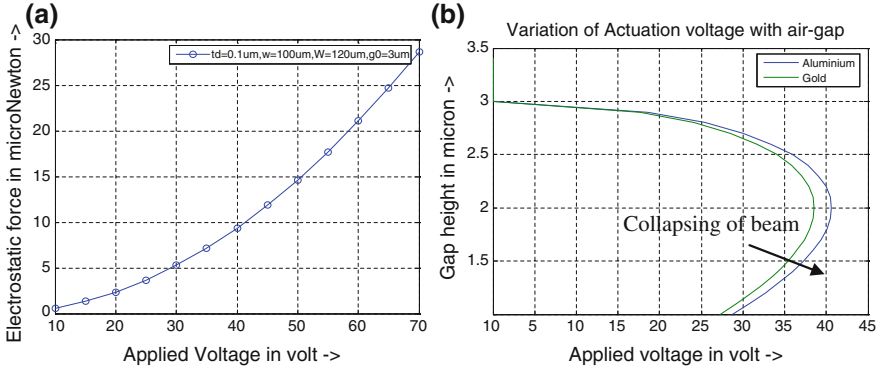 (a)
Electrostatic force in microNewton ->
30
25
20
15
10
5
0
td=0.1um,w=100um,W=120um,g0=3um
10 20 30 40 50 60 70
Applied Voltage in volt ->
(b)
Variation of Actuation voltage with air-gap
Gap height in micron ->
3.5
3
2.5
2
1.5
1
Aluminium
Gold
Collapsing of beam
0 5 10 15 20 25 30 35 40 45
Applied voltage in volt ->